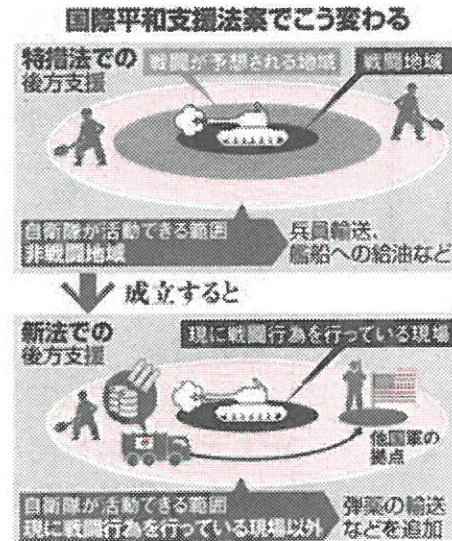 国際平和支援法案でこう変わる
特措法での
後方支援
戦闘が予想される地域
戦闘地域
自衛隊が活動できる範囲
非戦闘地域
兵員輸送、
艦船への給油など
成立すると
新法での
後方支援
現に戦闘行為を行っている現場
他国軍の
拠点
自衛隊が活動できる範囲
現に戦闘行為を行っている現場以外
弾薬の輸送
などを追加